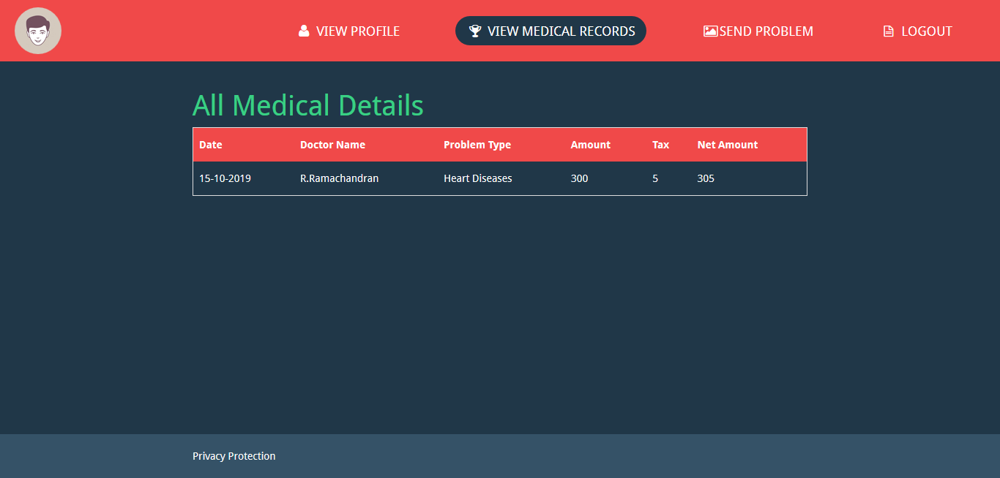 VIEW PROFILE VIEW MEDICAL RECORDS SEND PROBLEM LOGOUT
All Medical Details
Date Doctor Name Problem Type Amount Tax Net Amount
15-10-2019 R.Ramachandran Heart Diseases 300 5 305
Privacy Protection